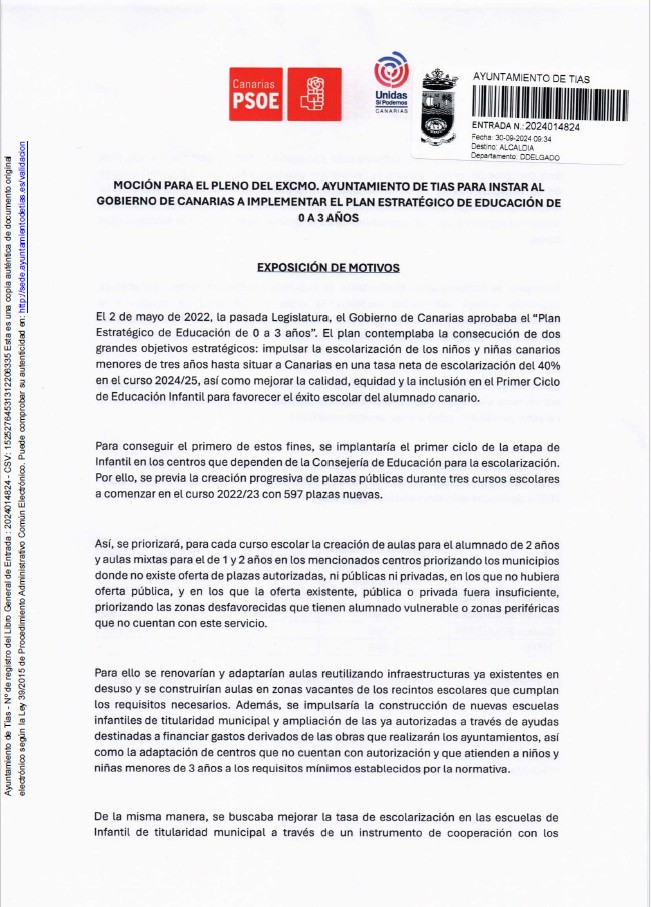 Canarias
PSOE
Unidas
Sí Podemos
CANARIAS
AYUNTAMIENTO DE TIAS
ENTRADA N.: 2024014824
Fecha: 30-09-2024 09:34
Destino: ALCALDIA
Departamento: DDELGADO
MOCIÓN PARA EL PLENO DEL EXCMO. AYUNTAMIENTO DE TIAS PARA INSTAR AL
GOBIERNO DE CANARIAS A IMPLEMENTAR EL PLAN ESTRATÉGICO DE EDUCACIÓN DE
0 A 3 AÑOS
EXPOSICIÓN DE MOTIVOS
El 2 de mayo de 2022, la pasada Legislatura, el Gobierno de Canarias aprobaba el “Plan
Estratégico de Educación de 0 a 3 años”. El plan contemplaba la consecución de dos
grandes objetivos estratégicos: impulsar la escolarización de los niños y niñas canarios
menores de tres años hasta situar a Canarias en una tasa neta de escolarización del 40%
en el curso 2024/25, así como mejorar la calidad, equidad y la inclusión en el Primer Ciclo
de Educación Infantil para favorecer el éxito escolar del alumnado canario.
Para conseguir el primero de estos fines, se implantaría el primer ciclo de la etapa de
Infantil en los centros que dependen de la Consejería de Educación para la escolarización.
Por ello, se previa la creación progresiva de plazas públicas durante tres cursos escolares
a comenzar en el curso 2022/23 con 597 plazas nuevas.
Así, se priorizará, para cada curso escolar la creación de aulas para el alumnado de 2 años
y aulas mixtas para el de 1 y 2 años en los mencionados centros priorizando los municipios
donde no existe oferta de plazas autorizadas, ni públicas ni privadas, en los que no hubiera
oferta pública, y en los que la oferta existente, pública o privada fuera insuficiente,
priorizando las zonas desfavorecidas que tienen alumnado vulnerable o zonas periféricas
que no cuentan con este servicio.
Para ello se renovarían y adaptarían aulas reutilizando infraestructuras ya existentes en
desuso y se construirían aulas en zonas vacantes de los recintos escolares que cumplan
los requisitos necesarios. Además, se impulsaría la construcción de nuevas escuelas
infantiles de titularidad municipal y ampliación de las ya autorizadas a través de ayudas
destinadas a financiar gastos derivados de las obras que realizarán los ayuntamientos, así
como la adaptación de centros que no cuentan con autorización y que atienden a niños y
niñas menores de 3 años a los requisitos mínimos establecidos por la normativa.
De la misma manera, se buscaba mejorar la tasa de escolarización en las escuelas de
Infantil de titularidad municipal a través de un instrumento de cooperación con los
Ayuntamiento de Tias - Nº de registro del Libro General de Entrada : 2024014824 - CSV: 15252764531312206335 Esta es una copia auténtica de documento original
electrónico según la Ley 39/2015 de Procedimiento Administrativo Común Electrónico. Puede comprobar su autenticidad en: http://sede.ayuntamientodetias.es/validacion